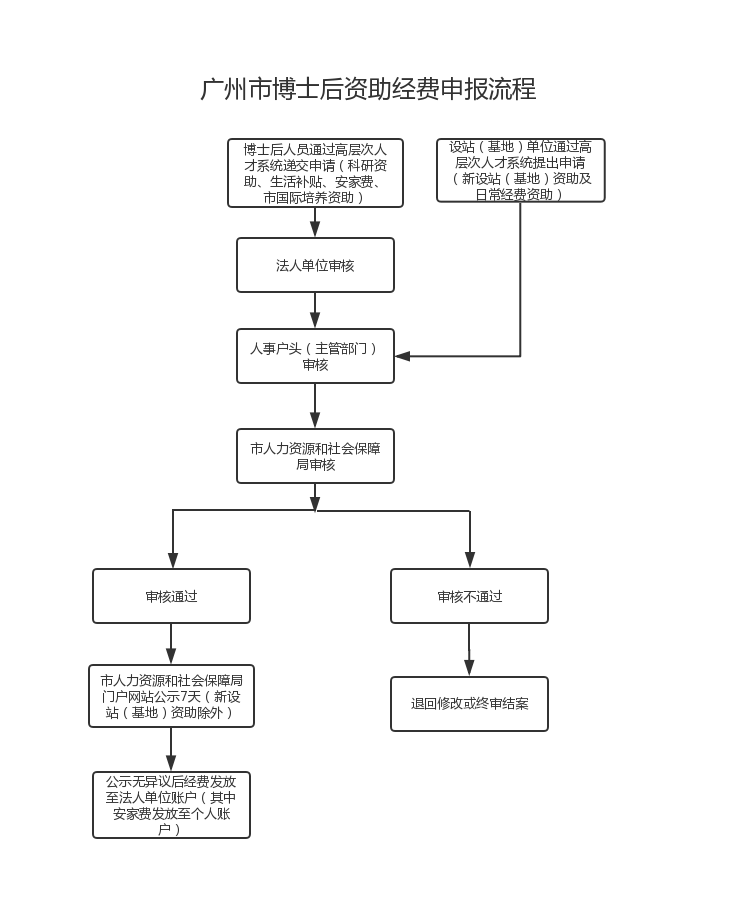 广州市博士后资助经费申报流程
博士后人员通过高层次人
才系统递交申请（科研资
助、生活补贴、安家费、
市国际培养资助）
设站（基地）单位通过高
层次人才系统提出申请
（新设站（基地）资助及
日常经费资助）
法人单位审核
人事户头（主管部门）
审核
市人力资源和社会保障
局审核
审核通过
审核不通过
市人力资源和社会保障局
门户网站公示7天（新设
站（基地）资助除外）
退回修改或终审结案
公示无异议后经费发放
至法人单位账户（其中
安家费发放至个人账
户）